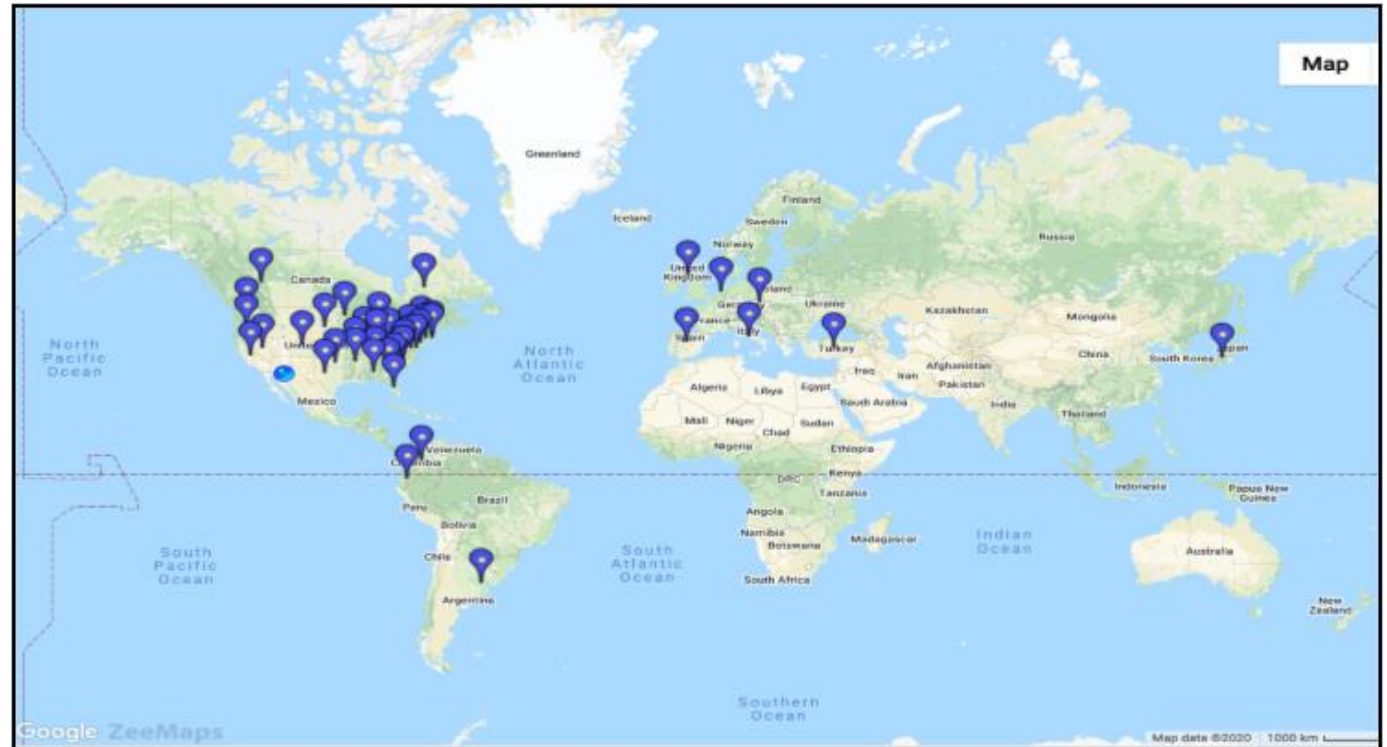 Map
Greenland
Finland
Iceland
Sweden
Russia
Norway
United
Kingdom
Canada
Ukraine
Kazakhstan
Mongolia
Italy
Spain
Turkey
North
Pacific
Ocean
North
Atlantic
Ocean
China
South Korea
Japan
Afghanistan
Iraq
Iran
Pakistan
Algeria
Libya
Egypt
Saudi Arabia
India
Mexico
Mali
Niger
Chad
Sudan
Thailand
Nigeria
Ethiopia
Venezuela
DRC
Kenya
Tanzania
Indonesia
Papua New
Guinea
Brazil
Peru
Angola
Bolivia
Namibia
Botswana
Madagascar
Indian
Ocean
Australia
South
Pacific
Ocean
Chile
South
Atlantic
Ocean
South Africa
Argentina
New
Zealand
Southern
Ocean
Google ZeeMaps
Map data ©2020 1000 km